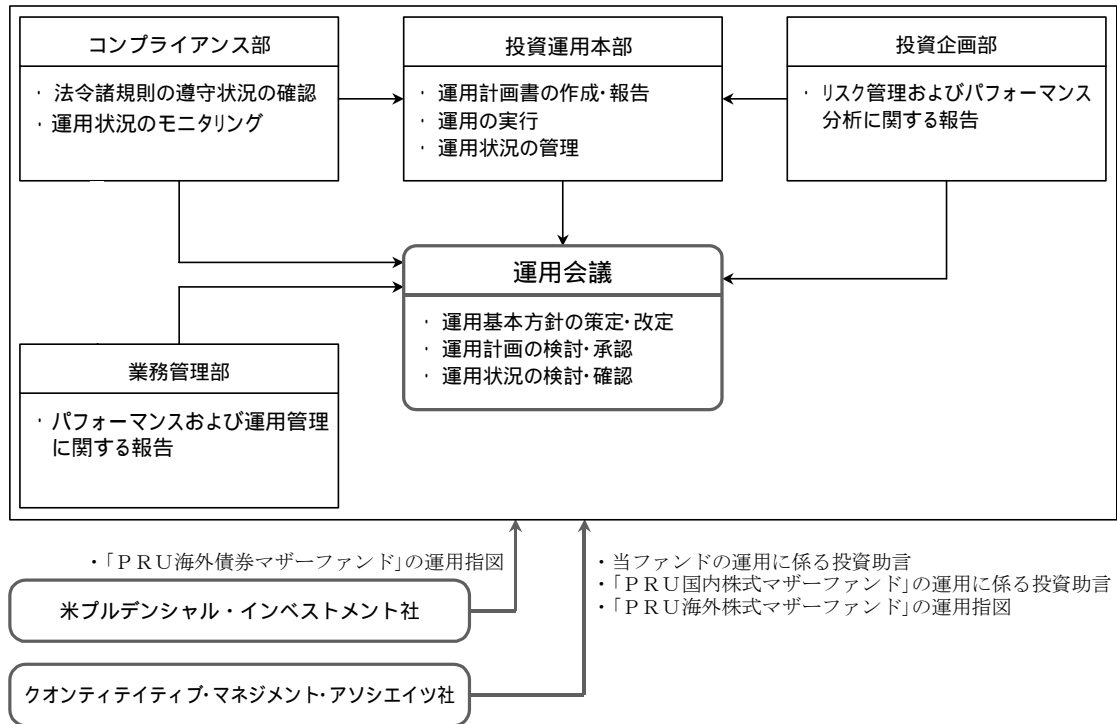 コンプライアンス部
・ 法令諸規則の遵守状況の確認
・ 運用状況のモニタリング
投資運用本部
・ 運用計画書の作成・報告
・ 運用の実行
・ 運用状況の管理
投資企画部
・ リスク管理およびパフォーマンス
分析に関する報告
運用会議
・ 運用基本方針の策定・改定
・ 運用計画の検討・承認
・ 運用状況の検討・確認
業務管理部
・ パフォーマンスおよび運用管理
に関する報告
・「ＰＲＵ海外債券マザーファンド」の運用指図
米プルデンシャル・インベストメント社
・当ファンドの運用に係る投資助言
・「ＰＲＵ国内株式マザーファンド」の運用に係る投資助言
・「ＰＲＵ海外株式マザーファンド」の運用指図
クオンティテイティブ・マネジメント・アソシエイツ社